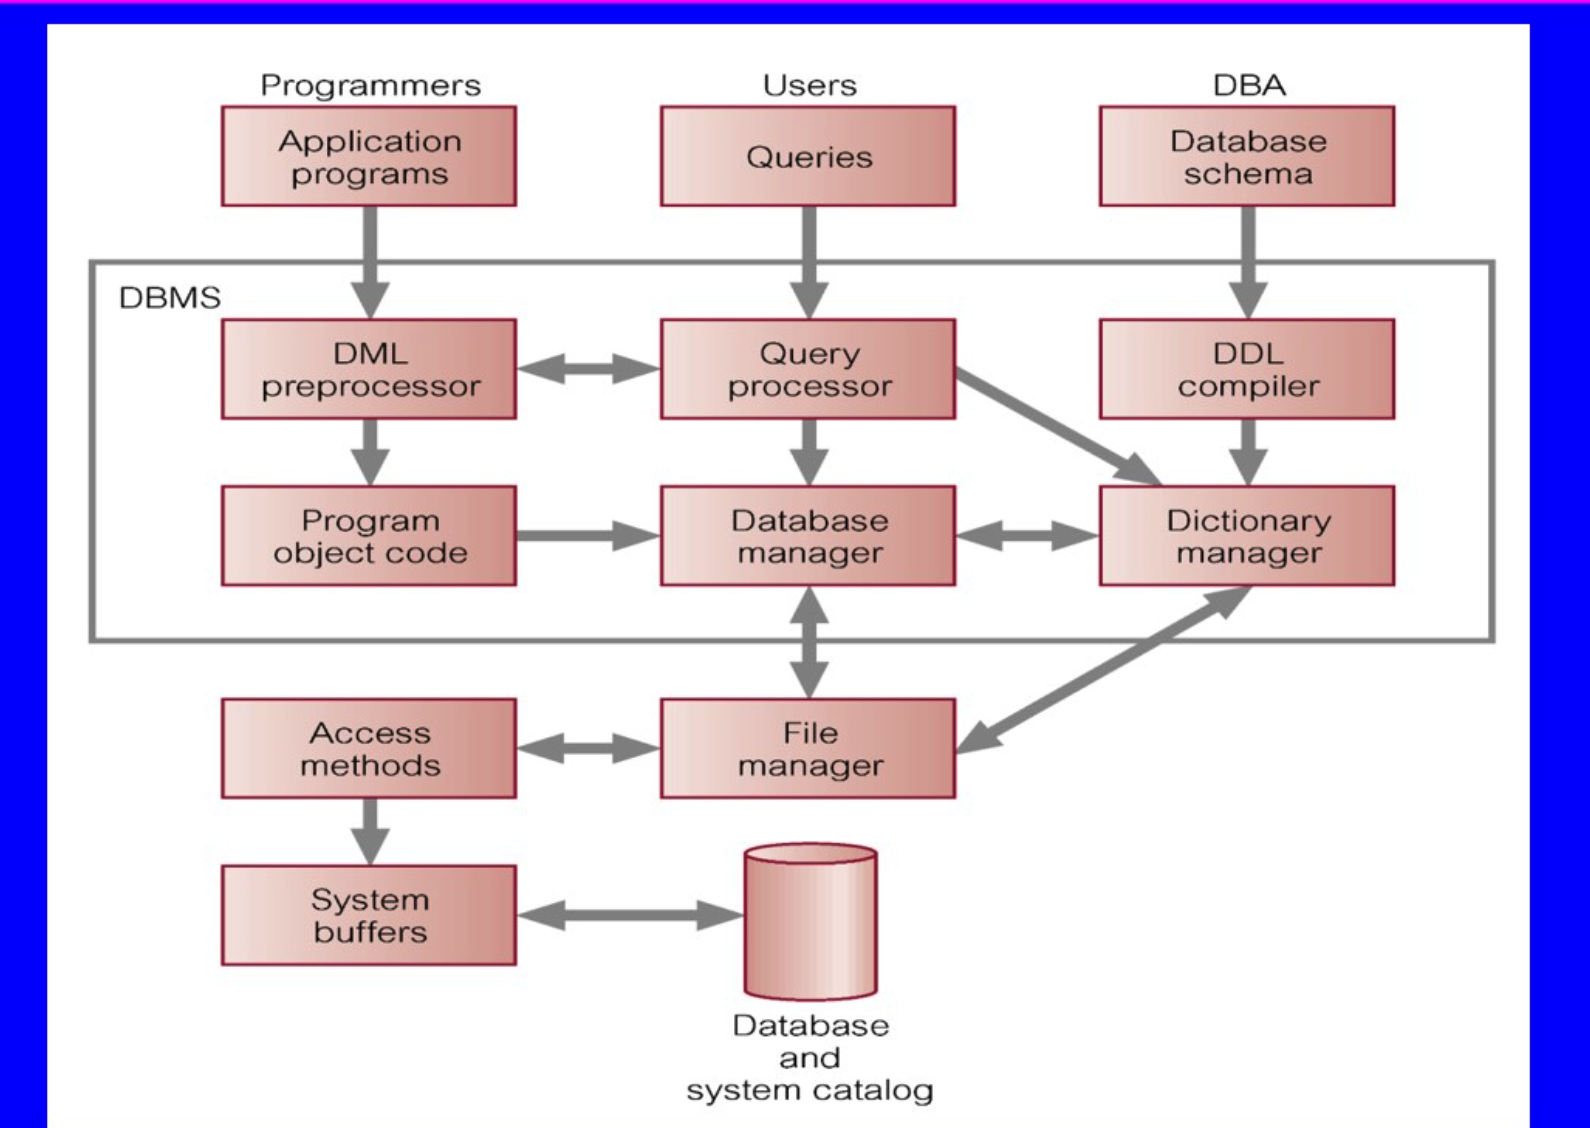 Programmers
Users
DBA
Application
programs
Queries
Database
schema
DBMS
DML
preprocessor
Query
processor
DDL
compiler
Program
object code
Database
manager
Dictionary
manager
Access
methods
File
manager
System
buffers
Database
and
system catalog